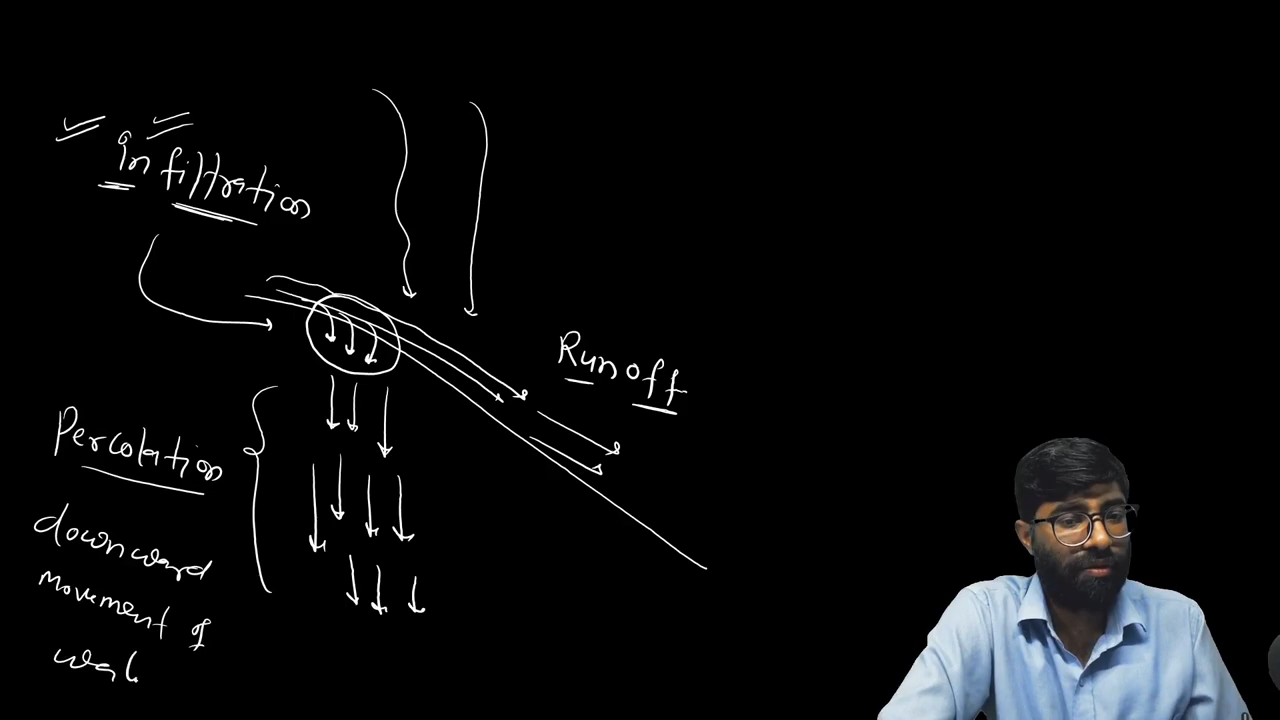 infiltration
Runoff
Percolation
downward
movement of